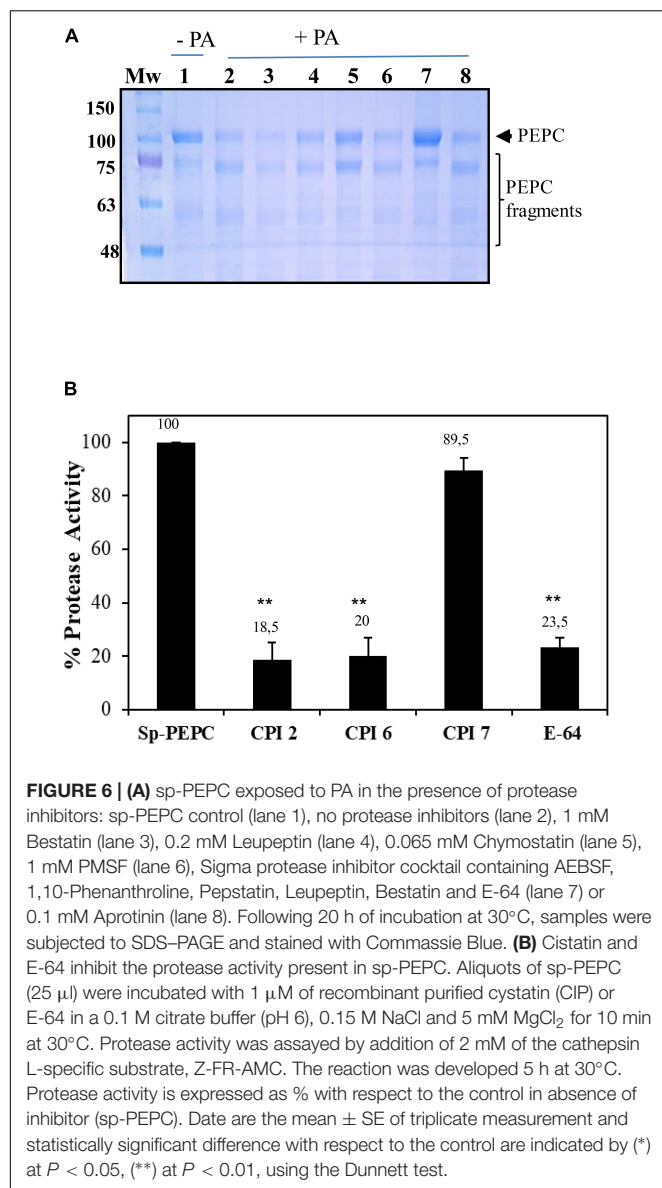 A
- PA
+ PA
Mw 1 2 3 4 5 6 7 8
150
100
75
63
48
PEPC
PEPC
fragments
B
% Protease Activity
100
80
60
40
20
0
100
**
18,5
**
20
89,5
**
23,5
Sp-PEPC CPI 2 CPI 6 CPI 7 E-64
FIGURE 6 | (A) sp-PEPC exposed to PA in the presence of protease
inhibitors: sp-PEPC control (lane 1), no protease inhibitors (lane 2), 1 mM
Bestatin (lane 3), 0.2 mM Leupeptin (lane 4), 0.065 mM Chymostatin (lane 5),
1 mM PMSF (lane 6), Sigma protease inhibitor cocktail containing AEBSF,
1,10-Phenanthroline, Pepstatin, Leupeptin, Bestatin and E-64 (lane 7) or
0.1 mM Aprotinin (lane 8). Following 20 h of incubation at 30°C, samples were
subjected to SDS–PAGE and stained with Commassie Blue. (B) Cistatin and
E-64 inhibit the protease activity present in sp-PEPC. Aliquots of sp-PEPC
(25 μl) were incubated with 1 μM of recombinant purified cystatin (CIP) or
E-64 in a 0.1 M citrate buffer (pH 6), 0.15 M NaCl and 5 mM MgCl₂ for 10 min
at 30°C. Protease activity was assayed by addition of 2 mM of the cathepsin
L-specific substrate, Z-FR-AMC. The reaction was developed 5 h at 30°C.
Protease activity is expressed as % with respect to the control in absence of
inhibitor (sp-PEPC). Date are the mean ± SE of triplicate measurement and
statistically significant difference with respect to the control are indicated by (*)
at P < 0.05, (**) at P < 0.01, using the Dunnett test.